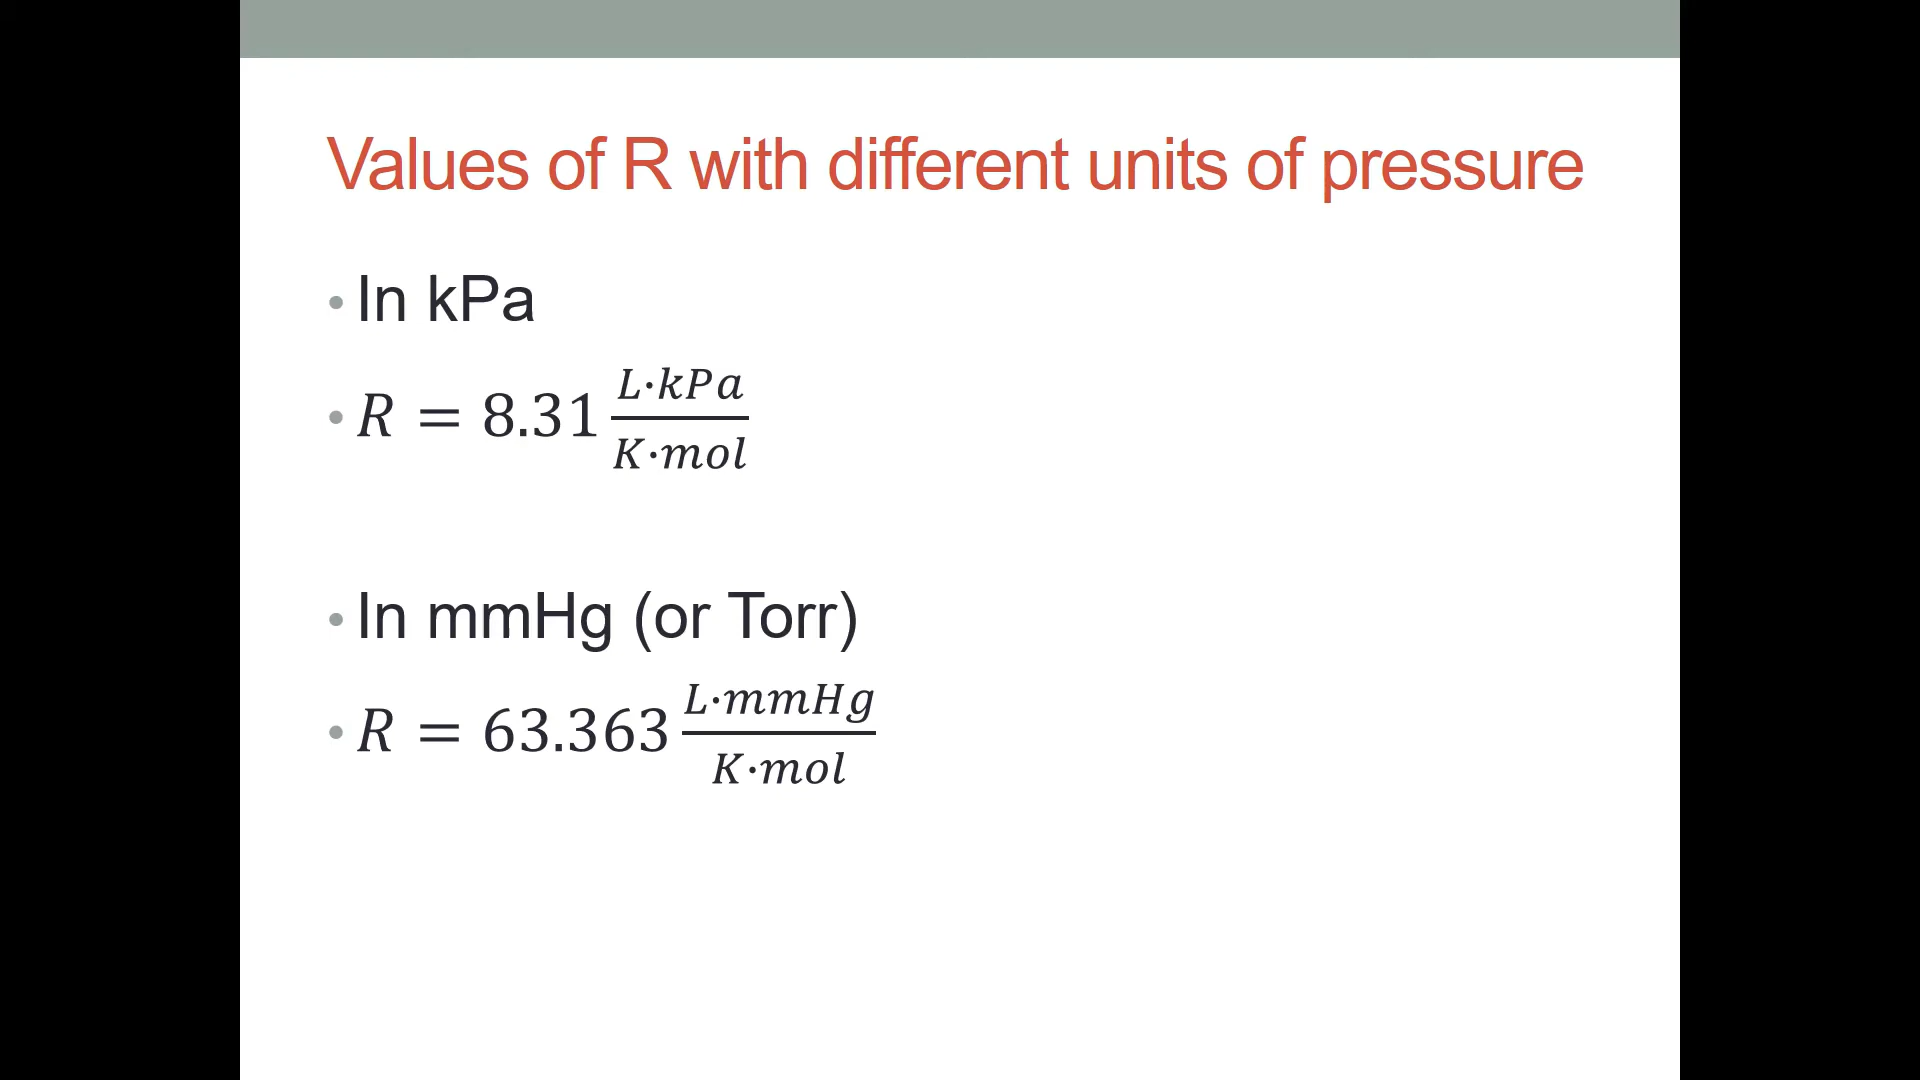 Values of R with different units of pressure
• In kPa
• R = 8.31 L·kPa/K·mol
• In mmHg (or Torr)
• R = 63.363 L·mmHg/K·mol